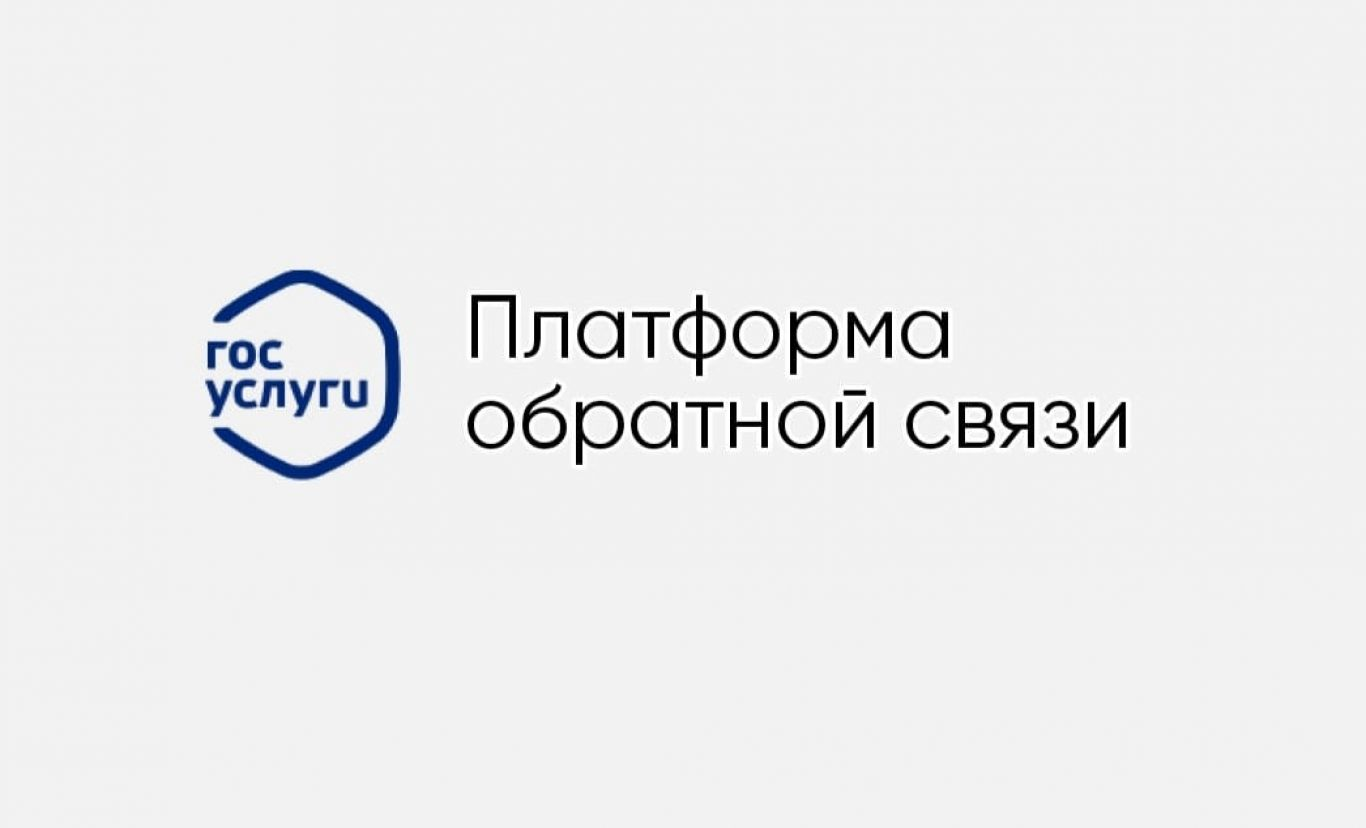 гос
услуги
Платформа
обратной связи